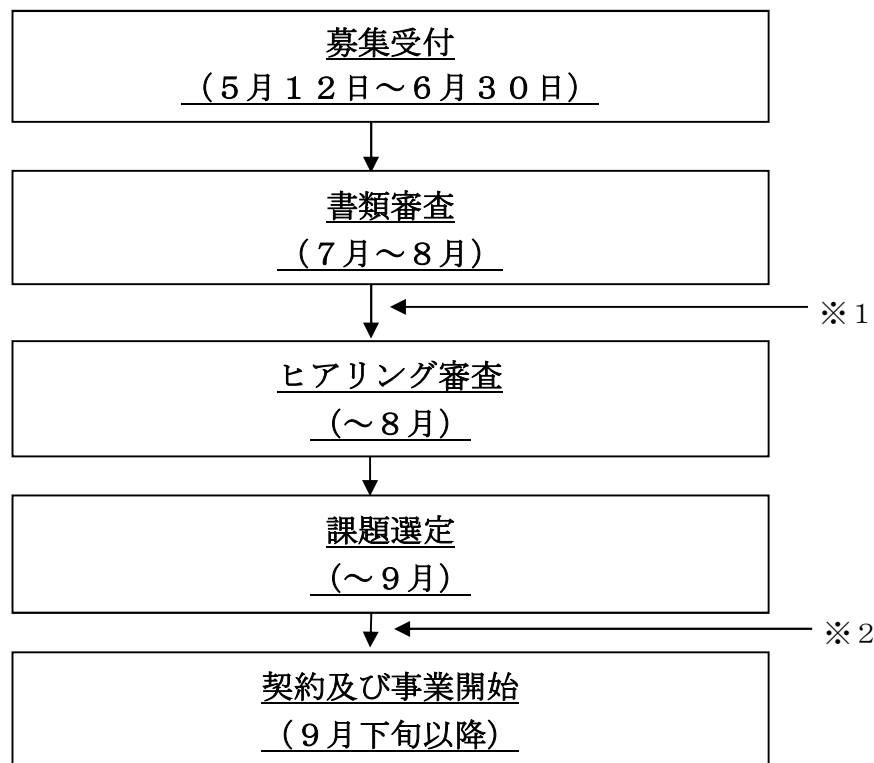 募集受付
（５月１２日～６月３０日）
書類審査
（７月～８月）
※１
ヒアリング審査
（～８月）
課題選定
（～９月）
※２
契約及び事業開始
（９月下旬以降）